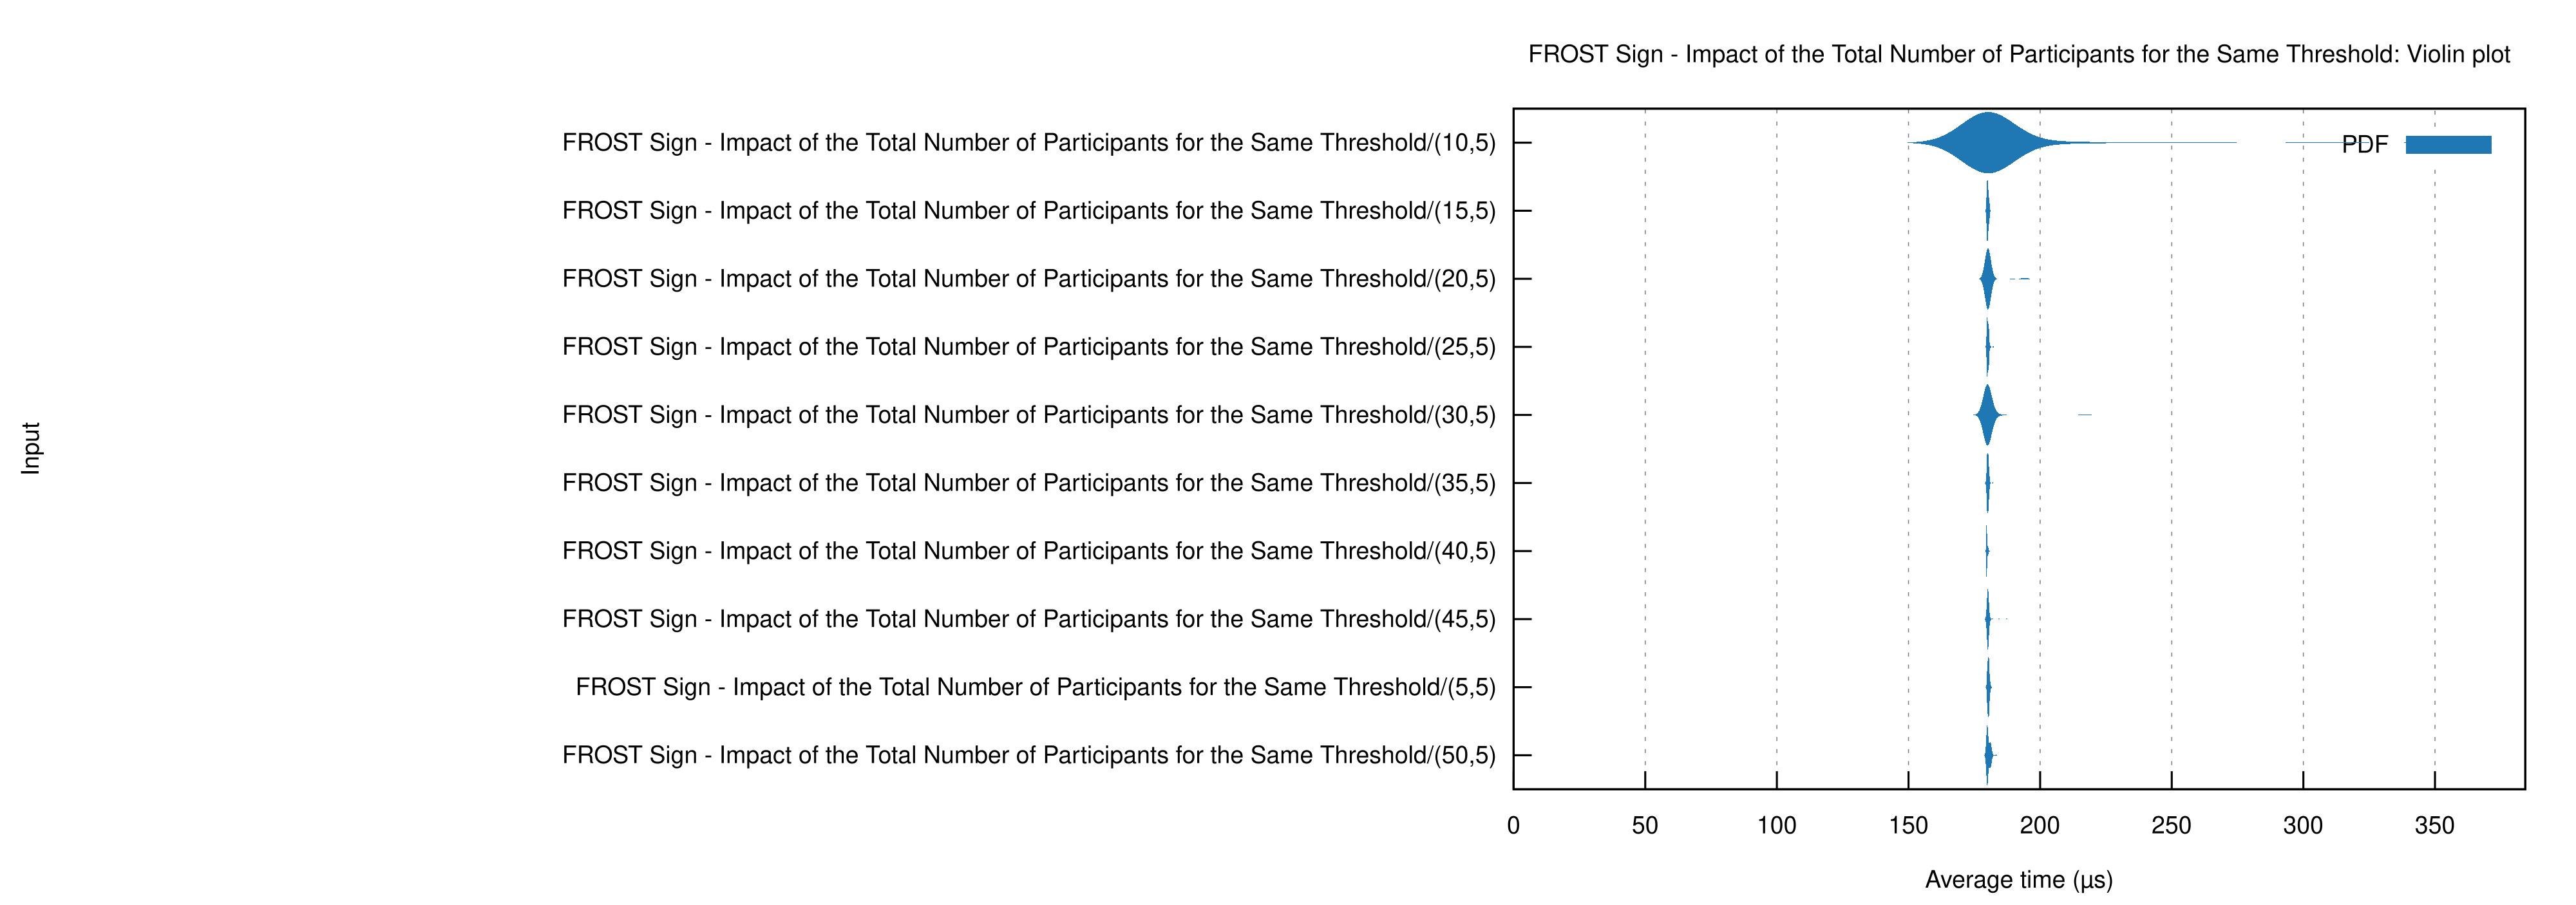 FROST Sign - Impact of the Total Number of Participants for the Same Threshold: Violin plot
FROST Sign - Impact of the Total Number of Participants for the Same Threshold/(10,5)
PDF
FROST Sign - Impact of the Total Number of Participants for the Same Threshold/(15,5)
FROST Sign - Impact of the Total Number of Participants for the Same Threshold/(20,5)
FROST Sign - Impact of the Total Number of Participants for the Same Threshold/(25,5)
FROST Sign - Impact of the Total Number of Participants for the Same Threshold/(30,5)
Input
FROST Sign - Impact of the Total Number of Participants for the Same Threshold/(35,5)
FROST Sign - Impact of the Total Number of Participants for the Same Threshold/(40,5)
FROST Sign - Impact of the Total Number of Participants for the Same Threshold/(45,5)
FROST Sign - Impact of the Total Number of Participants for the Same Threshold/(5,5)
FROST Sign - Impact of the Total Number of Participants for the Same Threshold/(50,5)
0 50 100 150 200 250 300 350
Average time (µs)